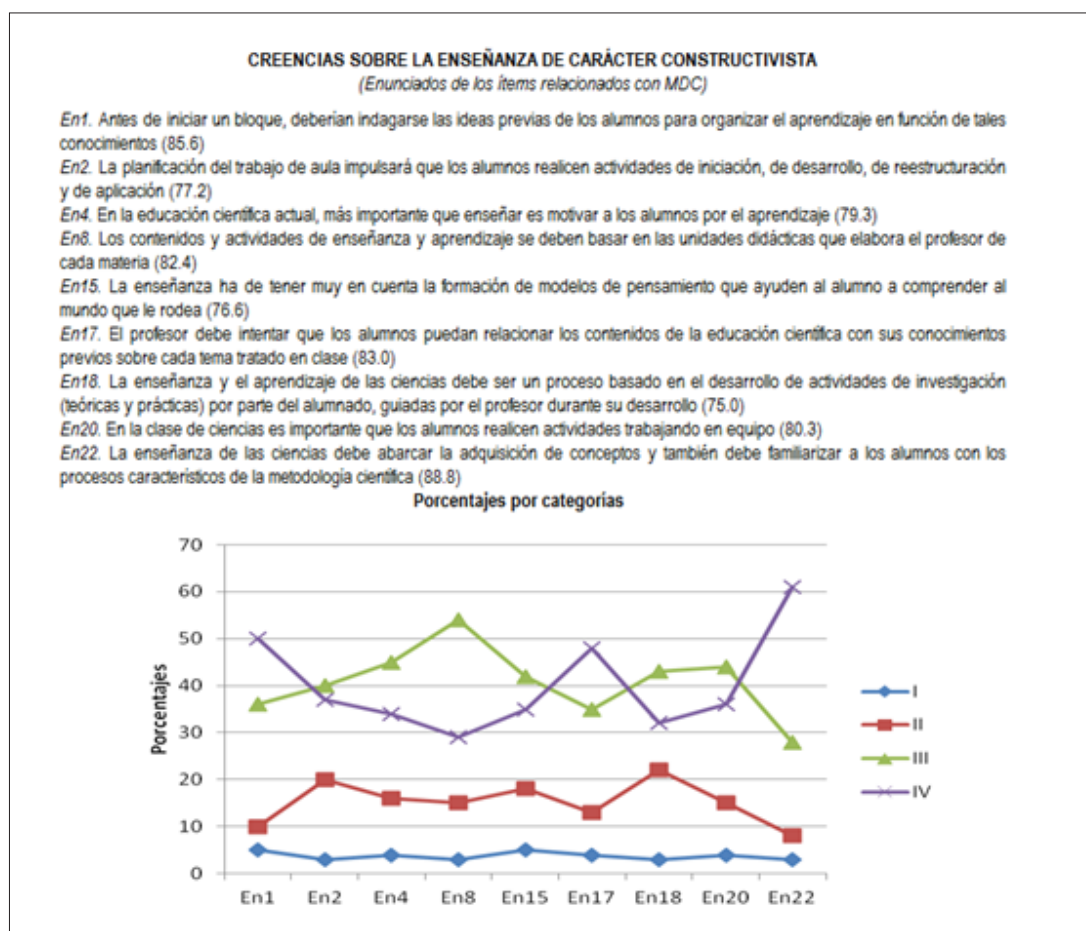 CREENCIAS SOBRE LA ENSEÑANZA DE CARÁCTER CONSTRUCTIVISTA
(Enunciados de los ítems relacionados con MDC)
En1. Antes de iniciar un bloque, deberían indagarse las ideas previas de los alumnos para organizar el aprendizaje en función de tales
conocimientos (85.6)
En2. La planificación del trabajo de aula impulsará que los alumnos realicen actividades de iniciación, de desarrollo, de reestructuración
y de aplicación (77.2)
En4. En la educación científica actual, más importante que enseñar es motivar a los alumnos por el aprendizaje (79.3)
En8. Los contenidos y actividades de enseñanza y aprendizaje se deben basar en las unidades didácticas que elabora el profesor de
cada materia (82.4)
En15. La enseñanza ha de tener muy en cuenta la formación de modelos de pensamiento que ayuden al alumno a comprender al
mundo que le rodea (76.6)
En17. El profesor debe intentar que los alumnos puedan relacionar los contenidos de la educación científica con sus conocimientos
previos sobre cada tema tratado en clase (83.0)
En18. La enseñanza y el aprendizaje de las ciencias debe ser un proceso basado en el desarrollo de actividades de investigación
(teóricas y prácticas) por parte del alumnado, guiadas por el profesor durante su desarrollo (75.0)
En20. En la clase de ciencias es importante que los alumnos realicen actividades trabajando en equipo (80.3)
En22. La enseñanza de las ciencias debe abarcar la adquisición de conceptos y también debe familiarizar a los alumnos con los
procesos característicos de la metodología científica (88.8)
Porcentajes por categorías
Porcentajes
70
60
50
40
30
20
10
0
En1 En2 En4 En8 En15 En17 En18 En20 En22
I
II
III
IV